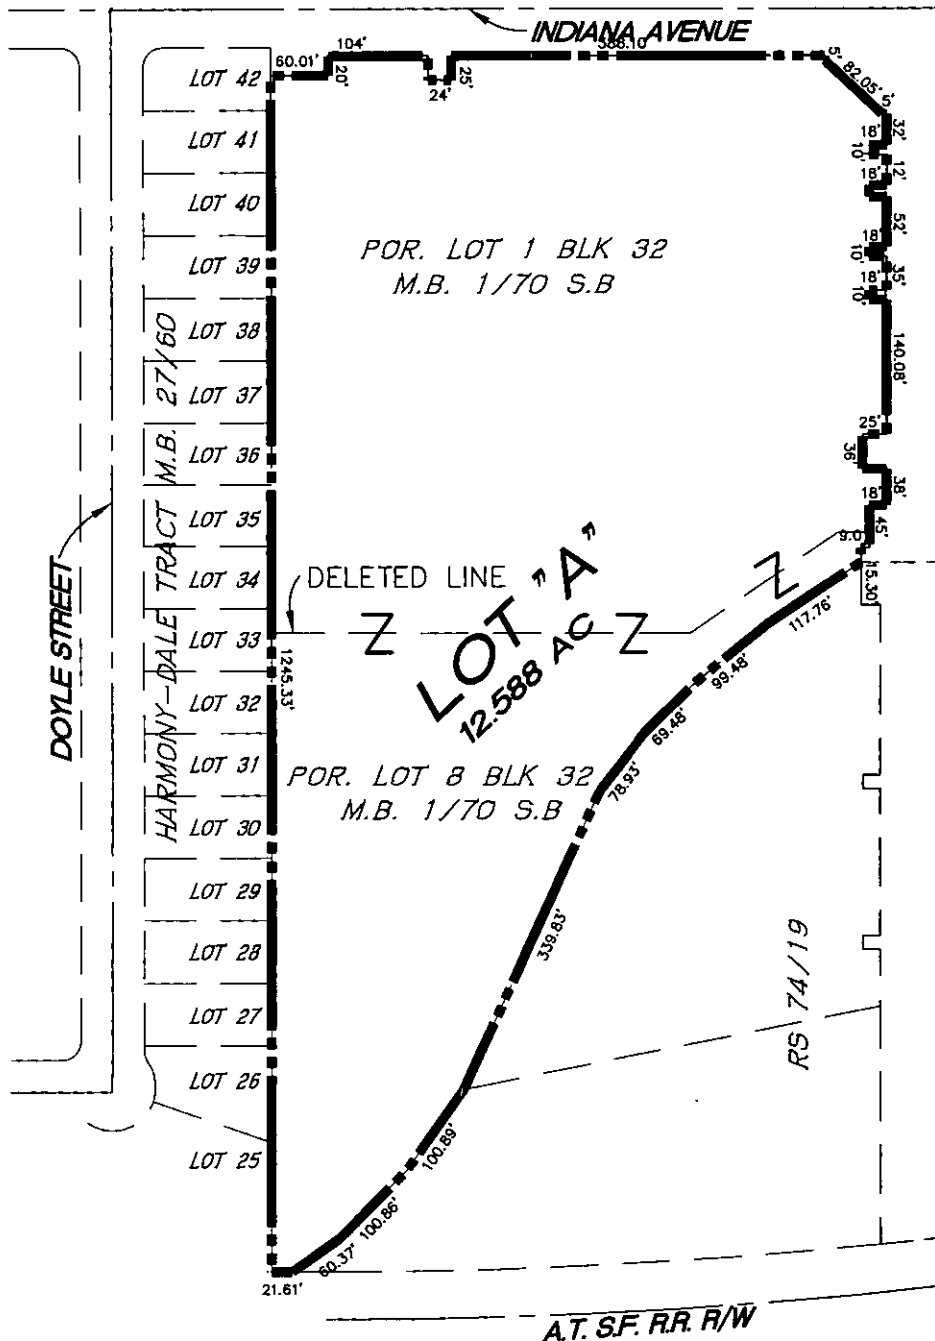 INDIANA AVENUE
104'
388.10'
60.01'
20'
24'
25'
5'
82.05'
5'
32'
18'
10'
12'
18'
52'
18'
10'
35'
18'
10'
140.08'
25'
36'
38'
18'
45'
9.0
15.30'
LOT 42
LOT 41
LOT 40
LOT 39
LOT 38
LOT 37
LOT 36
LOT 35
LOT 34
LOT 33
LOT 32
LOT 31
LOT 30
LOT 29
LOT 28
LOT 27
LOT 26
LOT 25
HARMONY-DALE TRACT M.B. 27/60
DOYLE STREET
POR. LOT 1 BLK 32
M.B. 1/70 S.B
DELETED LINE
Z
Z
Z
LOT "A"
12.588 AC
1245.33'
POR. LOT 8 BLK 32
M.B. 1/70 S.B
117.76'
99.48'
69.48'
78.93'
339.83'
100.89'
100.86'
60.37'
21.61'
RS 74/19
A.T. S.F. R.R. R/W